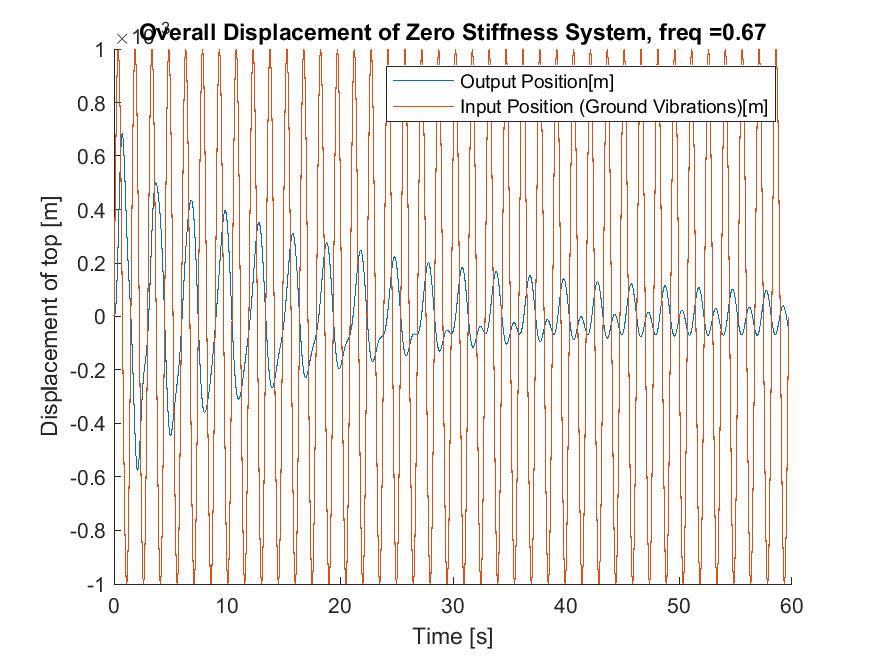 Overall Displacement of Zero Stiffness System, freq =0.67
×10-3
Output Position[m]
Input Position (Ground Vibrations)[m]
1
0.8
0.6
0.4
0.2
0
-0.2
-0.4
-0.6
-0.8
-1
Displacement of top [m]
0 10 20 30 40 50 60
Time [s]